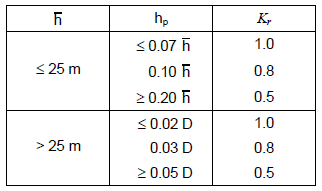 h̅ hₚ Kᵣ
≤ 0.07 h̅ 1.0
≤ 25 m 0.10 h̅ 0.8
≥ 0.20 h̅ 0.5
≤ 0.02 D 1.0
> 25 m 0.03 D 0.8
≥ 0.05 D 0.5